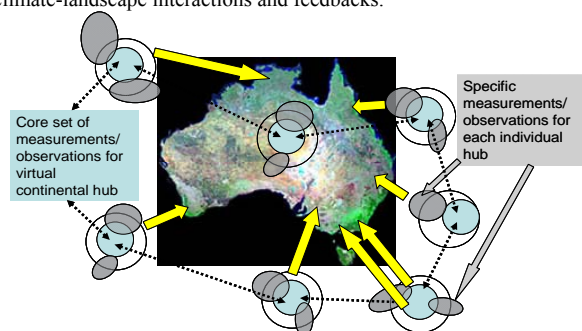 climate-landscape interactions and feedbacks.
Specific
measurements/
observations for
each individual
hub
Core set of
measurements/
observations for
virtual
continental hub